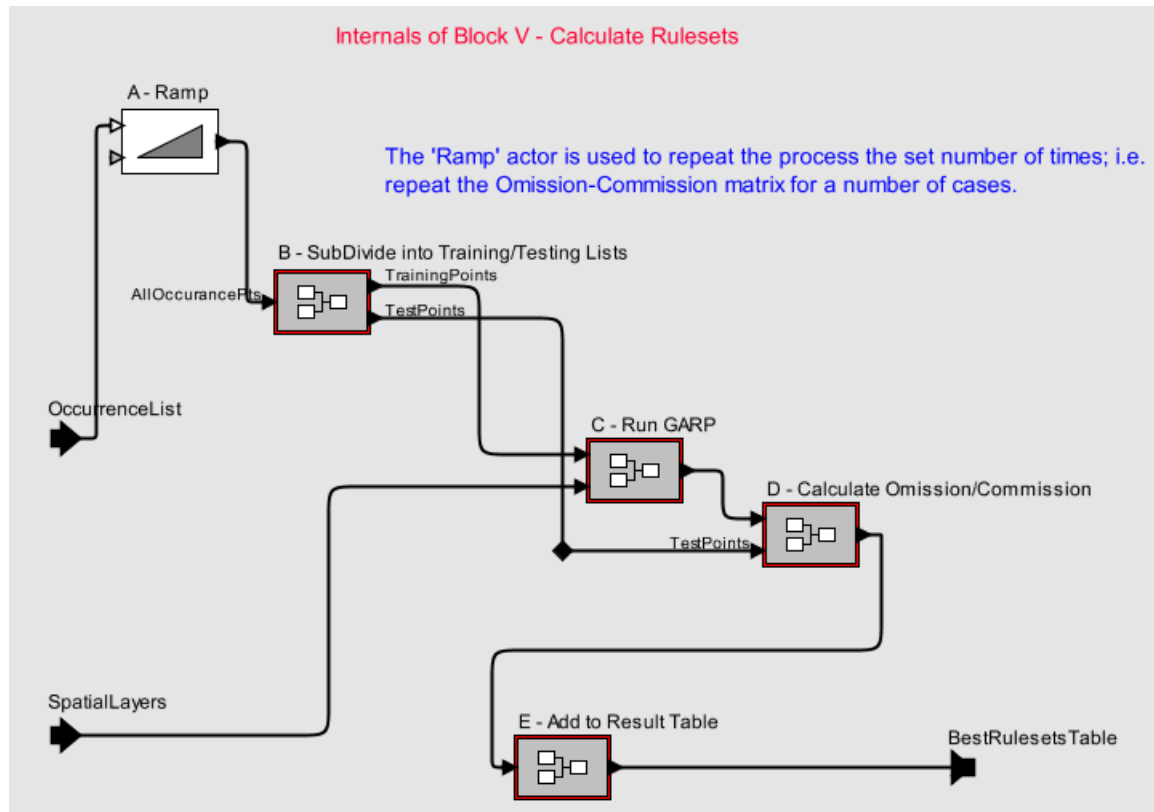 Internals of Block V - Calculate Rulesets
A - Ramp
The 'Ramp' actor is used to repeat the process the set number of times; i.e.
repeat the Omission-Commission matrix for a number of cases.
B - SubDivide into Training/Testing Lists
TrainingPoints
AllOccurancePts
TestPoints
OccurrenceList
C - Run GARP
D - Calculate Omission/Commission
TestPoints
SpatialLayers
E - Add to Result Table
BestRulesetsTable